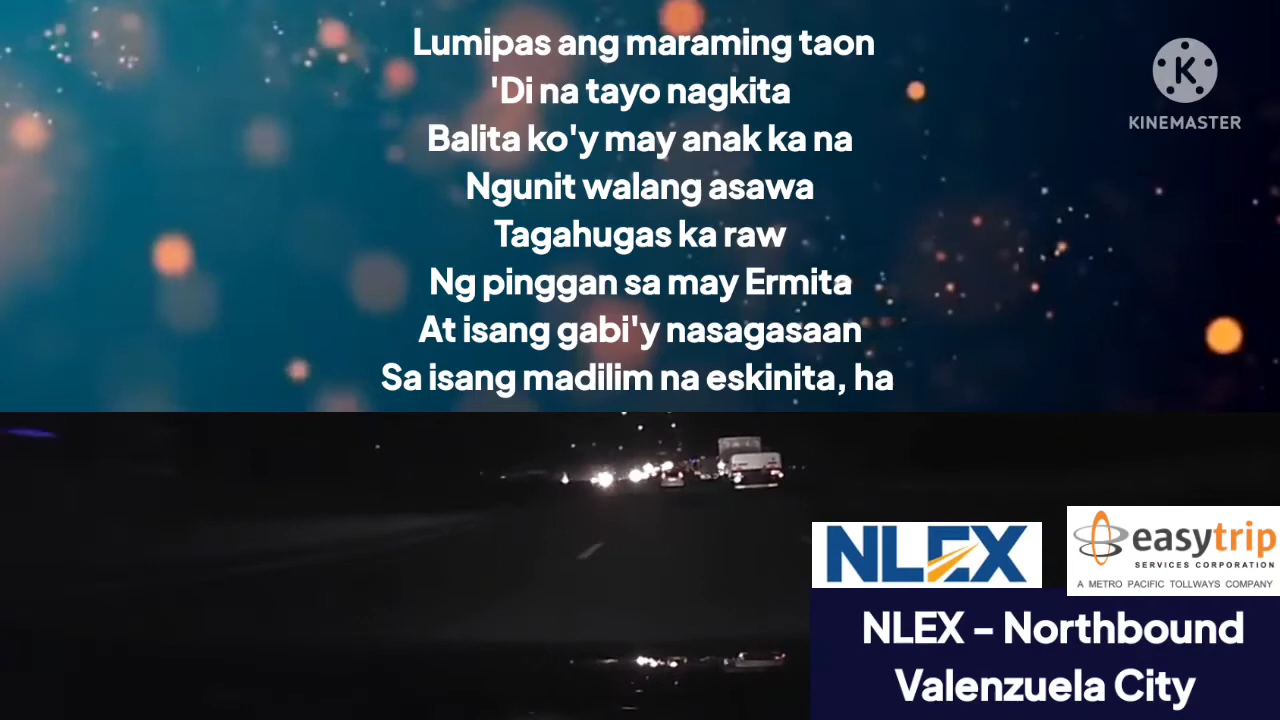 Lumipas ang maraming taon
'Di na tayo nagkita
Balita ko'y may anak ka na
Ngunit walang asawa
Tagahugas ka raw
Ng pinggan sa may Ermita
At isang gabi'y nasagasaan
Sa isang madilim na eskinita, ha
K
KINEMASTER
NLEX
easytrip
SERVICES CORPORATION
A METRO PACIFIC TOLLWAYS COMPANY
NLEX - Northbound
Valenzuela City